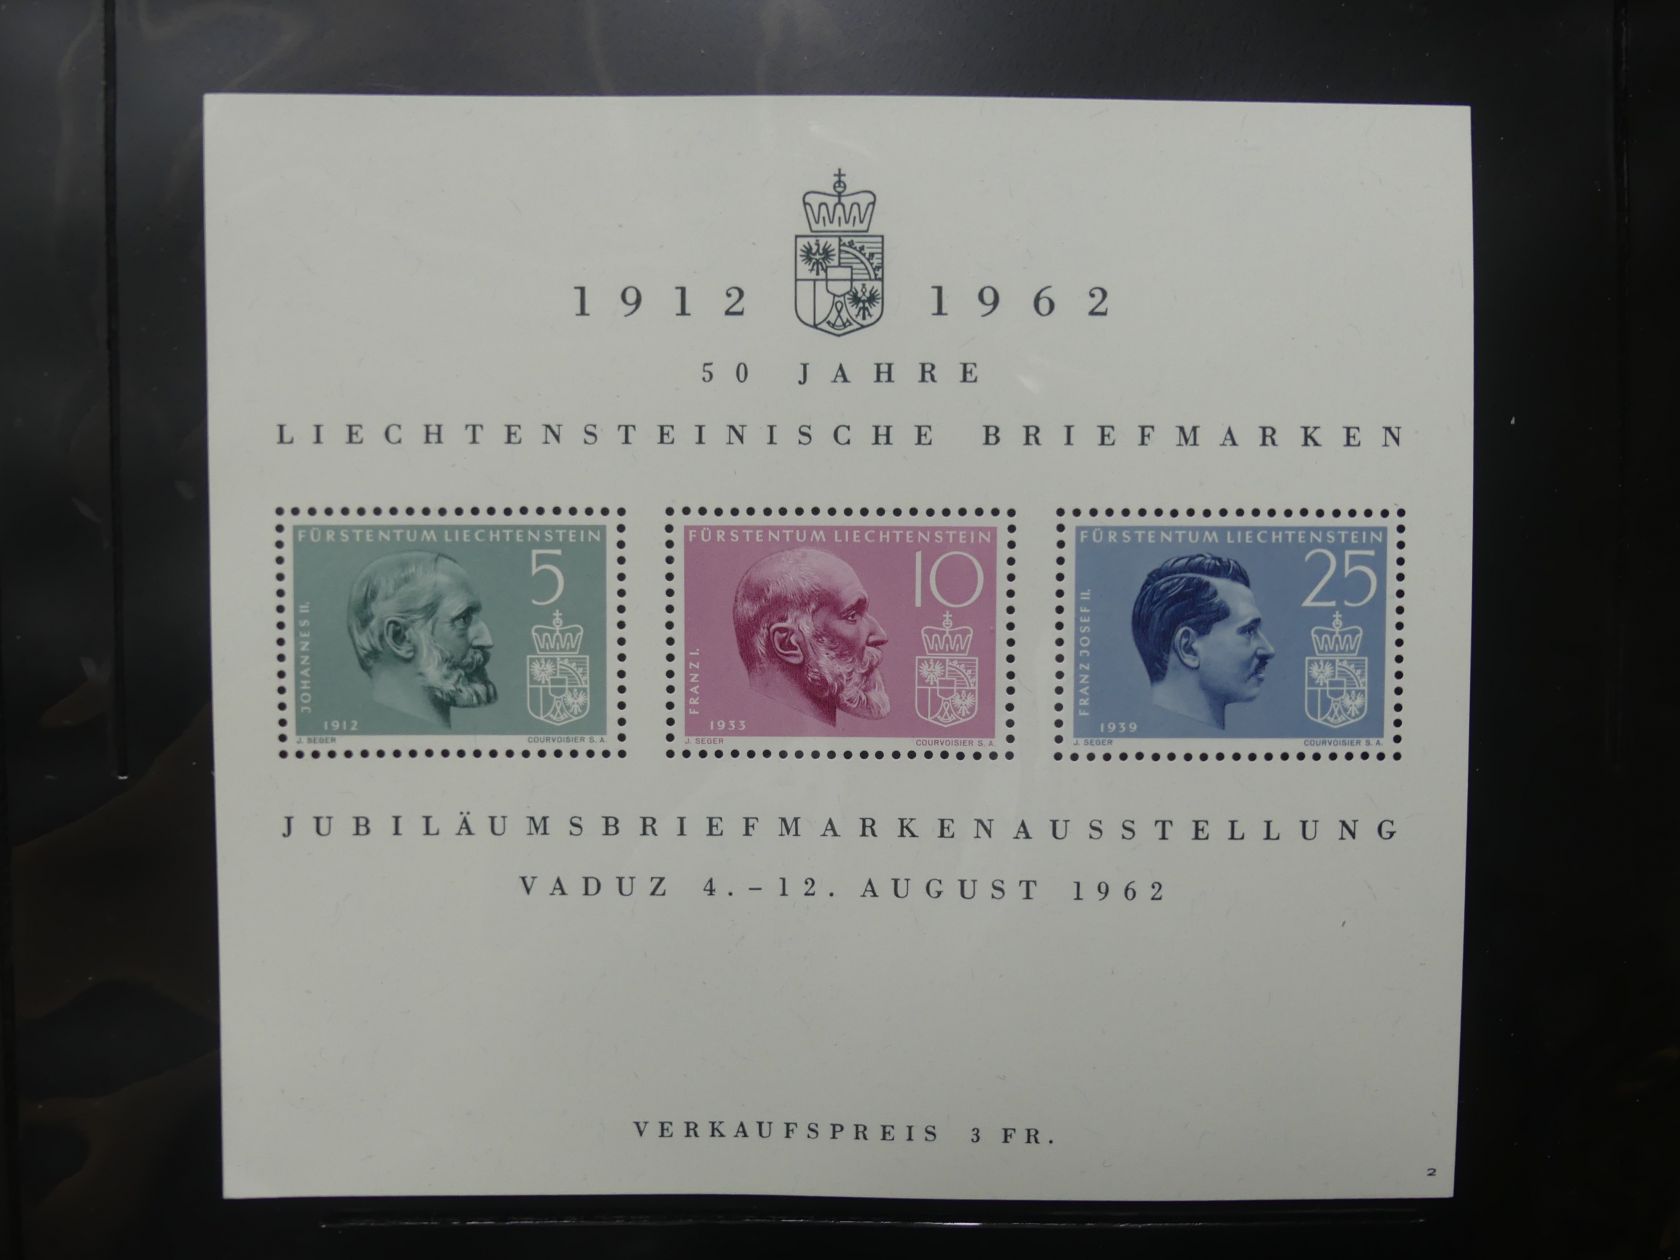 1912 1962
50 JAHRE
LIECHTENSTEINISCHE BRIEFMARKEN
FÜRSTENTUM LIECHTENSTEIN
5
JOHANNES II.
1912
J. SEGER COURVOISIER S. A.
FÜRSTENTUM LIECHTENSTEIN
10
FRANZ I.
1933
J. SEGER COURVOISIER S. A.
FÜRSTENTUM LIECHTENSTEIN
25
FRANZ JOSEF II.
1939
J. SEGER COURVOISIER S. A.
JUBILÄUMSBRIEFMARKENAUSSTELLUNG
VADUZ 4.-12. AUGUST 1962
VERKAUFSPREIS 3 FR.
2